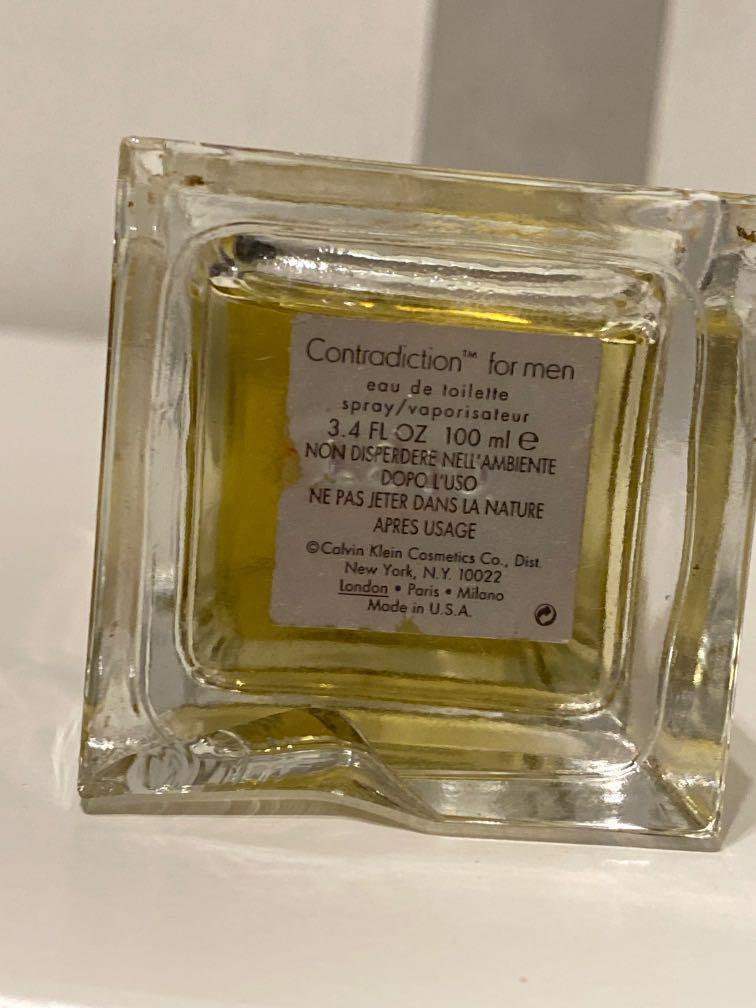 Contradiction™ for men
eau de toilette
spray/vaporisateur
3.4 FL OZ 100 ml ℮
NON DISPERDERE NELL'AMBIENTE
DOPO L'USO
NE PAS JETER DANS LA NATURE
APRES USAGE
©Calvin Klein Cosmetics Co., Dist.
New York, N.Y. 10022
London • Paris • Milano
Made in U.S.A.